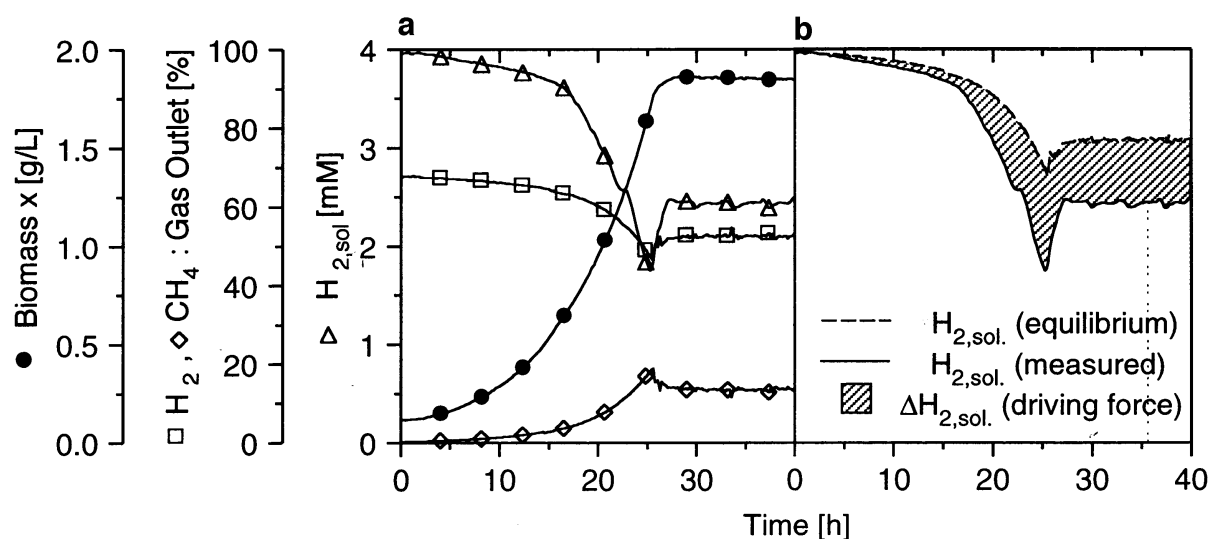 a
b
● Biomass x [g/L]
2.0
1.5
1.0
0.5
0.0
□ H2 , ◇ CH4 : Gas Outlet [%]
100
80
60
40
20
0
△ H2,sol [mM]
4
3
2
1
0
0 10 20 30
0 10 20 30 40
Time [h]
H2,sol. (equilibrium)
H2,sol. (measured)
ΔH2,sol. (driving force)